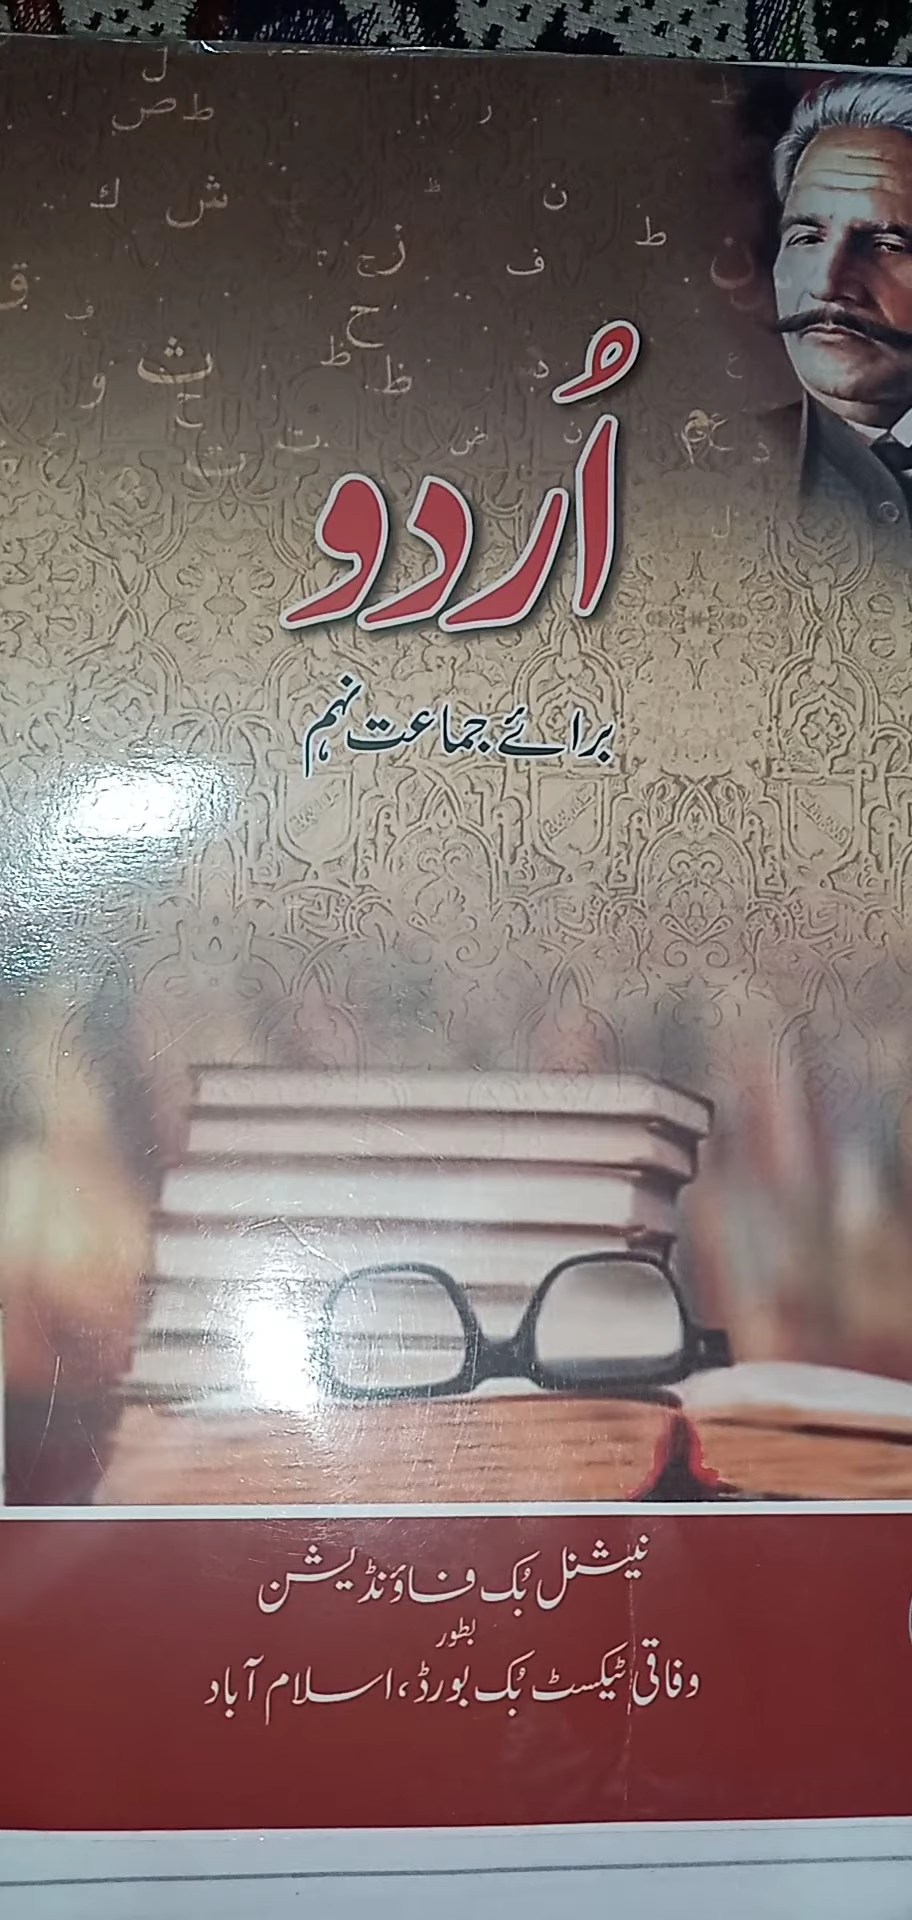 اُردو
برائے جماعت نہم
نیشنل بُک فاؤنڈیشن
بطور
وفاقی ٹیکسٹ بُک بورڈ، اسلام آباد